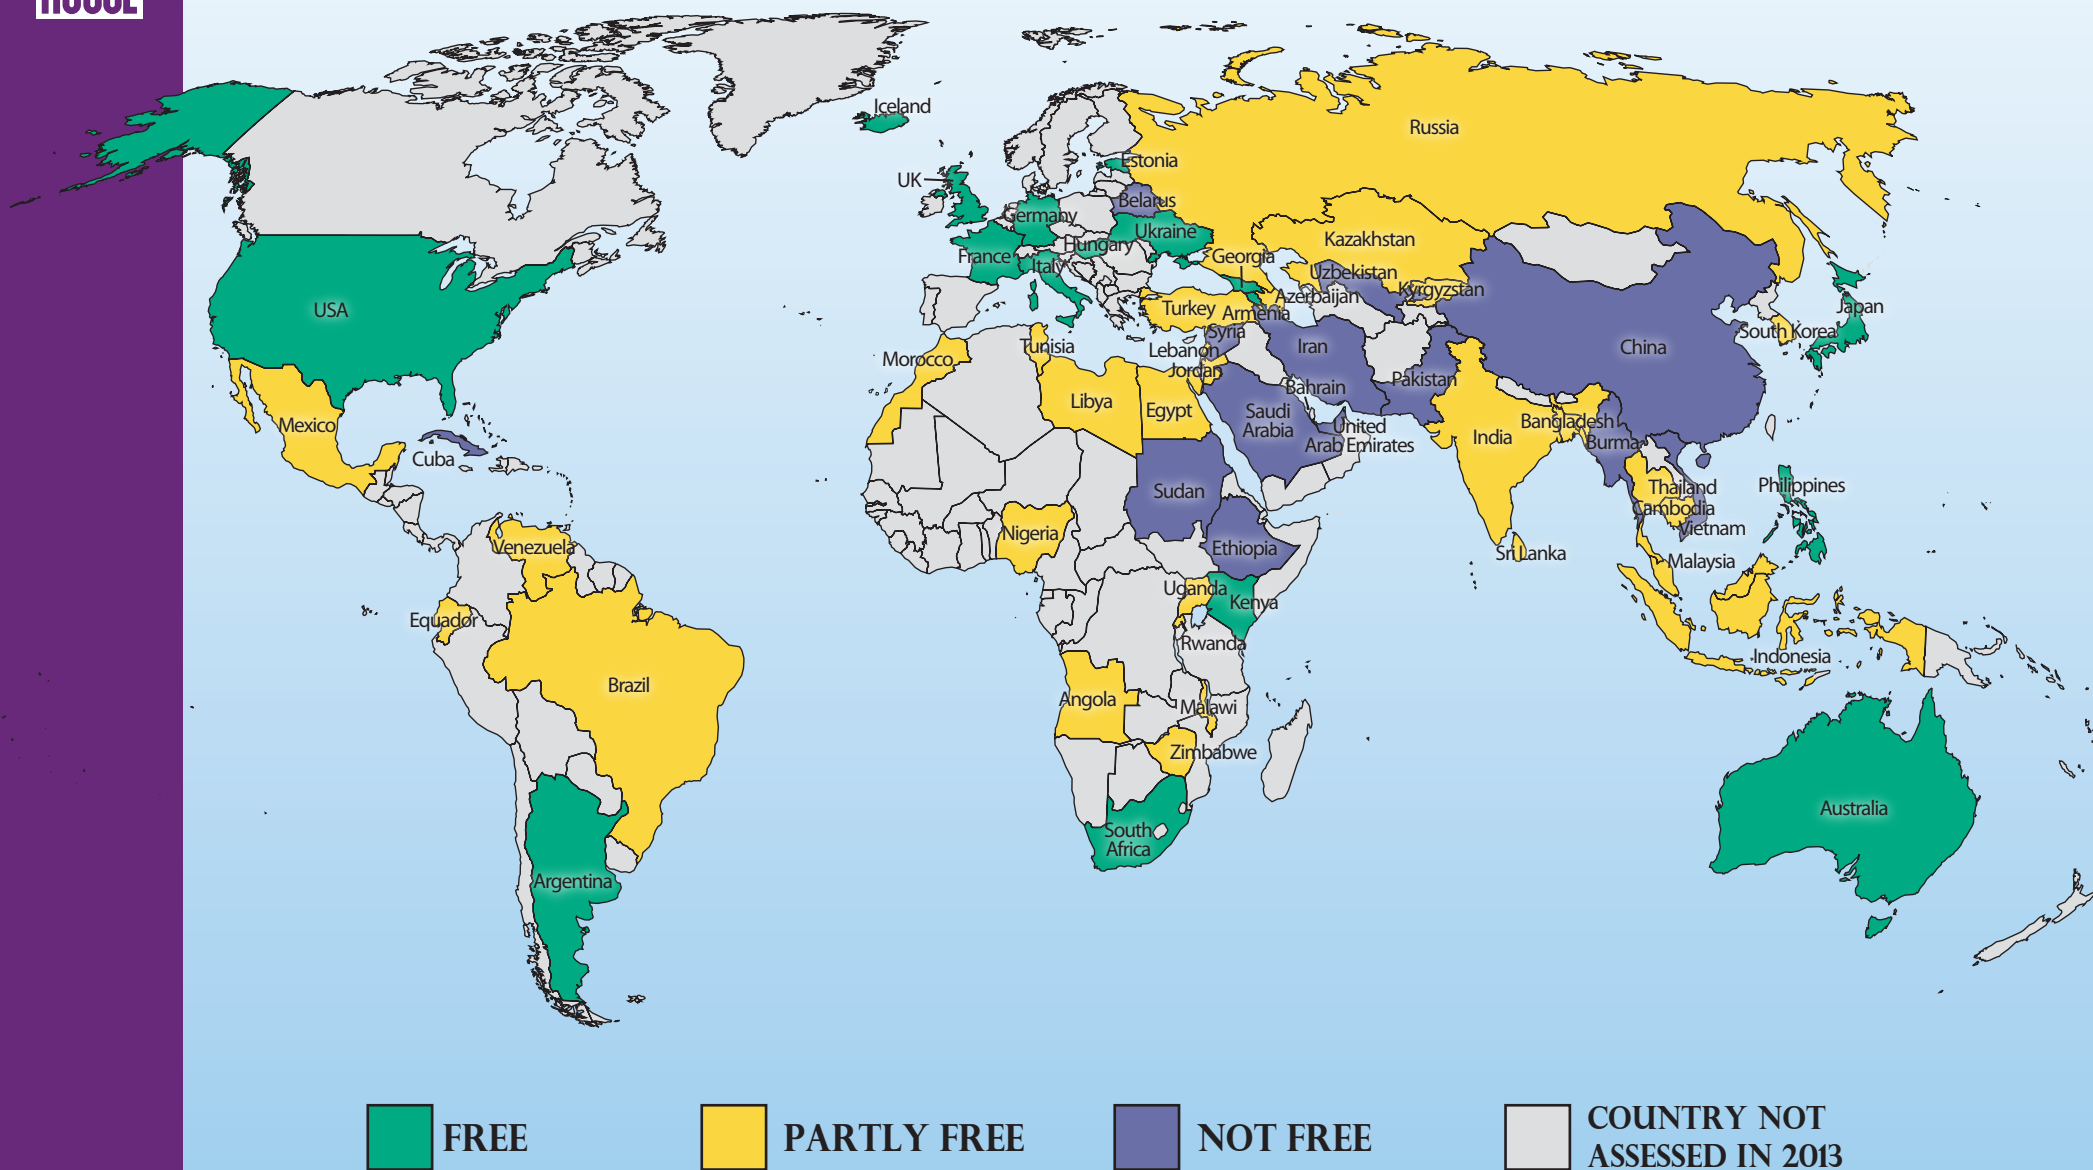 Iceland
Russia
Estonia
UK
Belarus
Germany
Ukraine
Hungary
Kazakhstan
France
Georgia
Italy
Uzbekistan
Kyrgyzstan
Azerbaijan
USA
Turkey
Armenia
Japan
Syria
South Korea
Tunisia
Iran
China
Lebanon
Morocco
Jordan
Pakistan
Bahrain
Libya
Egypt
Saudi
Arabia
Mexico
United
Arab Emirates
India
Bangladesh
Burma
Cuba
Sudan
Thailand
Philippines
Cambodia
Vietnam
Nigeria
Venezuela
Ethiopia
Sri Lanka
Malaysia
Uganda
Kenya
Equador
Rwanda
Indonesia
Brazil
Angola
Malawi
Zimbabwe
Australia
South
Africa
Argentina
FREE
PARTLY FREE
NOT FREE
COUNTRY NOT
ASSESSED IN 2013